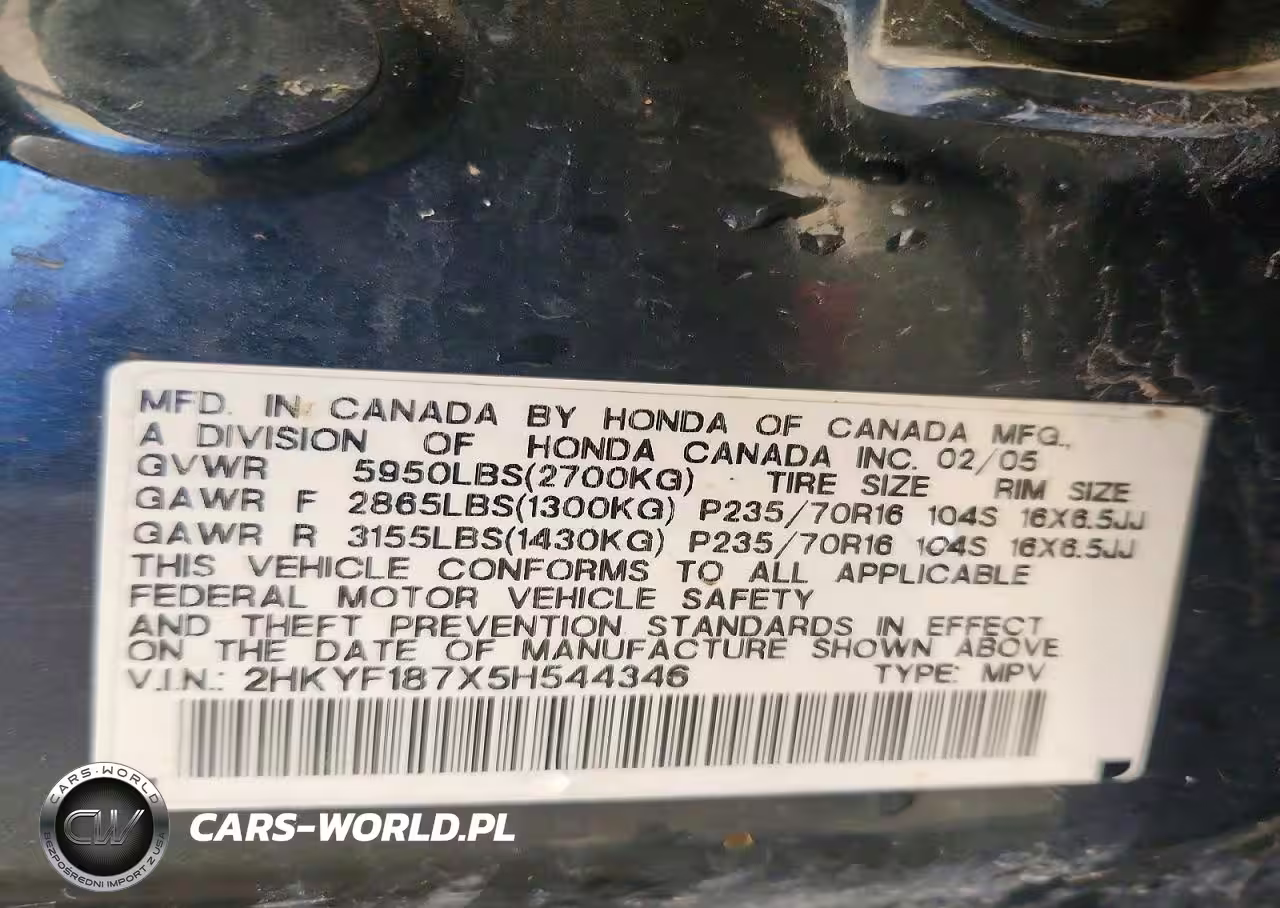 MFD. IN CANADA BY HONDA OF CANADA MFG.,
A DIVISION OF HONDA CANADA INC. 02/05
GVWR 5950LBS(2700KG) TIRE SIZE RIM SIZE
GAWR F 2865LBS(1300KG) P235/70R16 104S 16X6.5JJ
GAWR R 3155LBS(1430KG) P235/70R16 104S 16X6.5JJ
THIS VEHICLE CONFORMS TO ALL APPLICABLE
FEDERAL MOTOR VEHICLE SAFETY
AND THEFT PREVENTION STANDARDS IN EFFECT
ON THE DATE OF MANUFACTURE SHOWN ABOVE
V.I.N.: 2HKYF187X5H544346 TYPE: MPV
CARS-WORLD
CW
BEZPOŚREDNI IMPORT Z USA
CARS-WORLD.PL